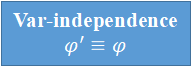 Var-independence
φ′ ≡ φ